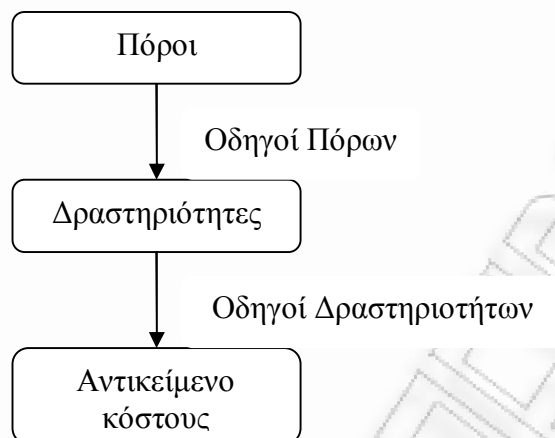 Πόροι
Οδηγοί Πόρων
Δραστηριότητες
Οδηγοί Δραστηριοτήτων
Αντικείμενο
κόστους